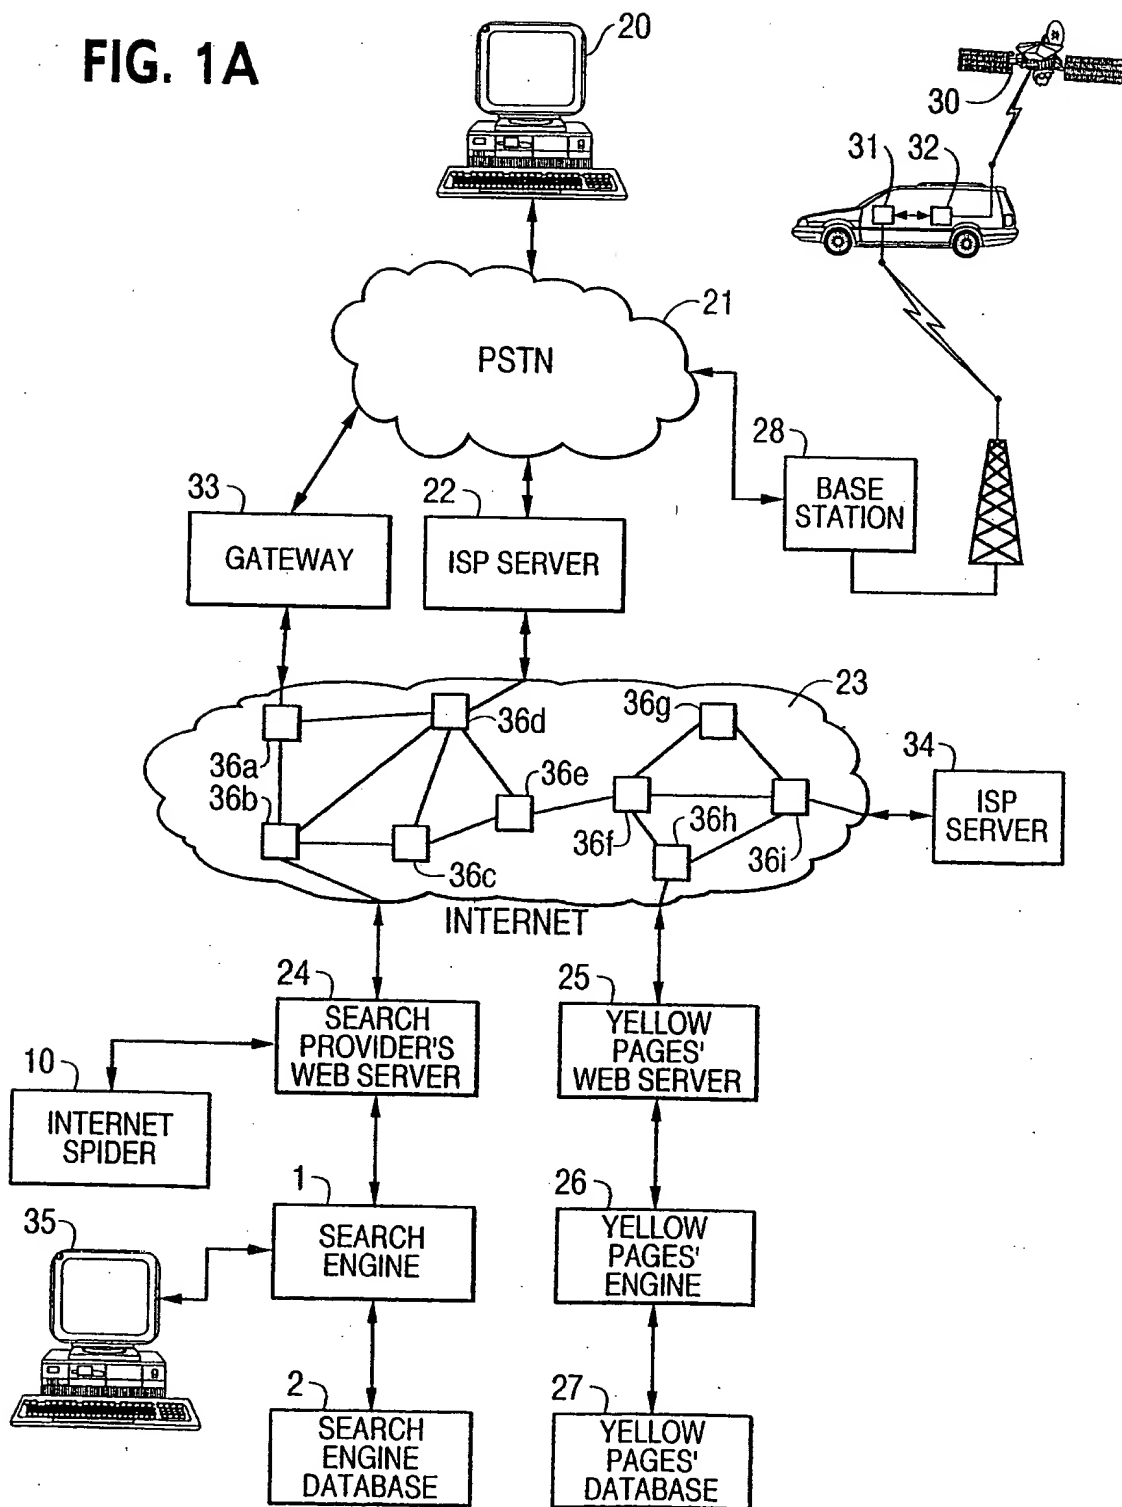 FIG. 1A
20
30
31
32
21
PSTN
28
BASE
STATION
33
GATEWAY
22
ISP SERVER
23
36a
36d
36g
36b
36e
36h
36c
36f
36i
34
ISP
SERVER
INTERNET
24
SEARCH
PROVIDER'S
WEB SERVER
25
YELLOW
PAGES'
WEB SERVER
10
INTERNET
SPIDER
1
SEARCH
ENGINE
26
YELLOW
PAGES'
ENGINE
35
2
SEARCH
ENGINE
DATABASE
27
YELLOW
PAGES'
DATABASE